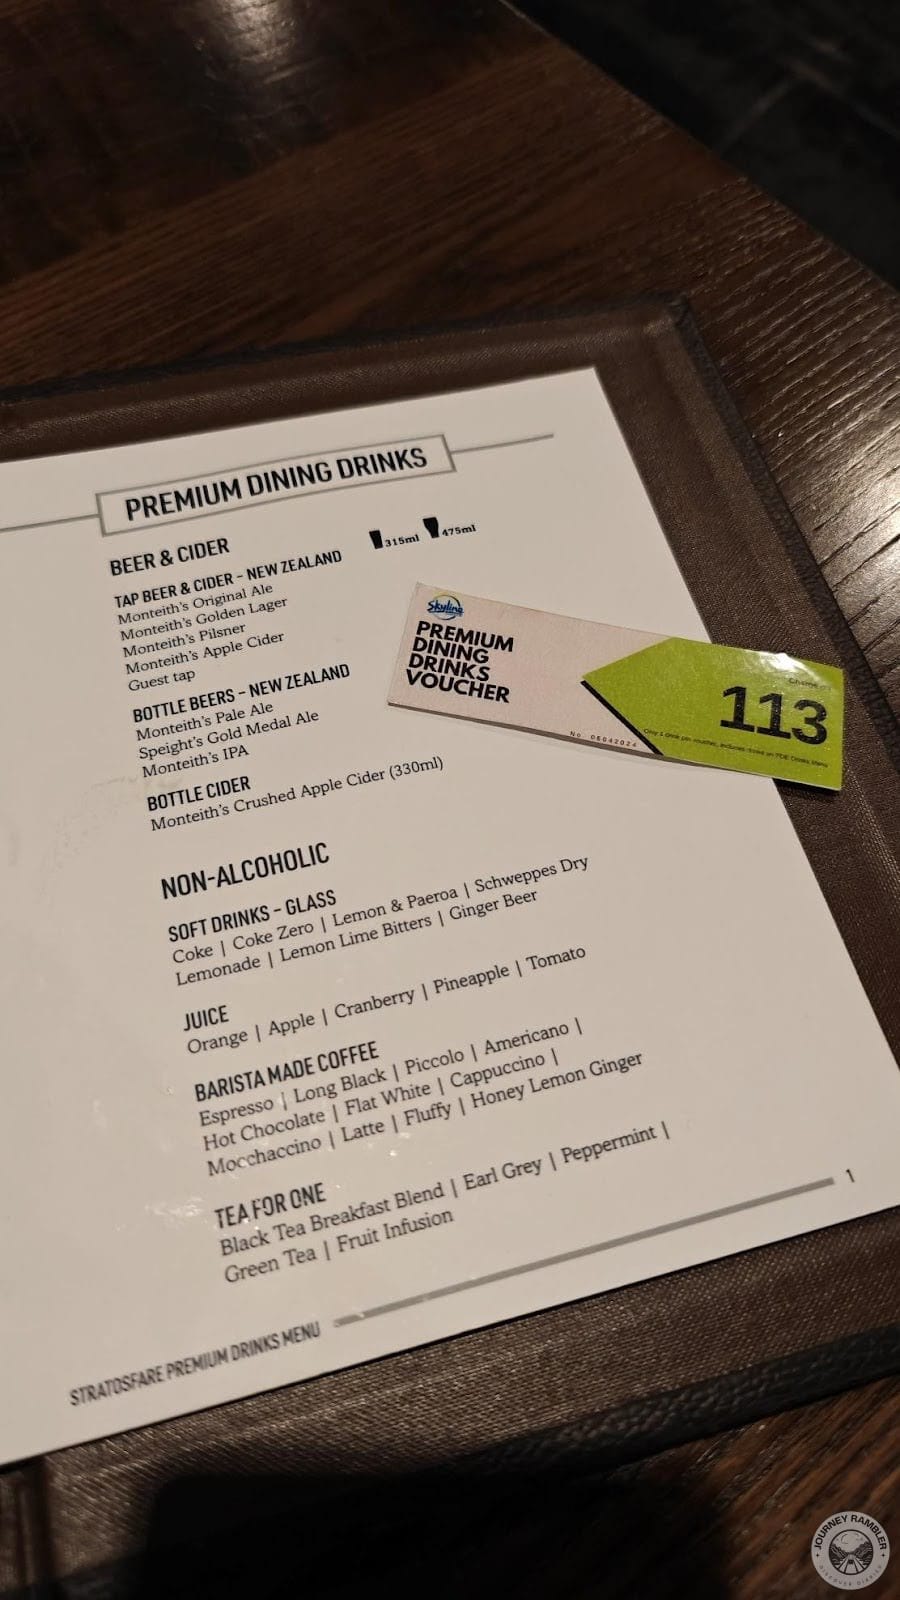 PREMIUM DINING DRINKS
BEER & CIDER
315ml 475ml
TAP BEER & CIDER - NEW ZEALAND
Monteith's Original Ale
Monteith's Golden Lager
Monteith's Pilsner
Monteith's Apple Cider
Guest tap
BOTTLE BEERS - NEW ZEALAND
Monteith's Pale Ale
Speight's Gold Medal Ale
Monteith's IPA
BOTTLE CIDER
Monteith's Crushed Apple Cider (330ml)
NON-ALCOHOLIC
SOFT DRINKS - GLASS
Coke | Coke Zero | Lemon & Paeroa | Schweppes Dry
Lemonade | Lemon Lime Bitters | Ginger Beer
JUICE
Orange | Apple | Cranberry | Pineapple | Tomato
BARISTA MADE COFFEE
Espresso | Long Black | Piccolo | Americano |
Hot Chocolate | Flat White | Cappuccino |
Mocchaccino | Latte | Fluffy | Honey Lemon Ginger
TEA FOR ONE
Black Tea Breakfast Blend | Earl Grey | Peppermint |
Green Tea | Fruit Infusion
1
STRATOSFARE PREMIUM DRINKS MENU
Skyline
PREMIUM
DINING
DRINKS
VOUCHER
No. 06042024
113
JOURNEY RAMBLER
DISCOVER DIARIES